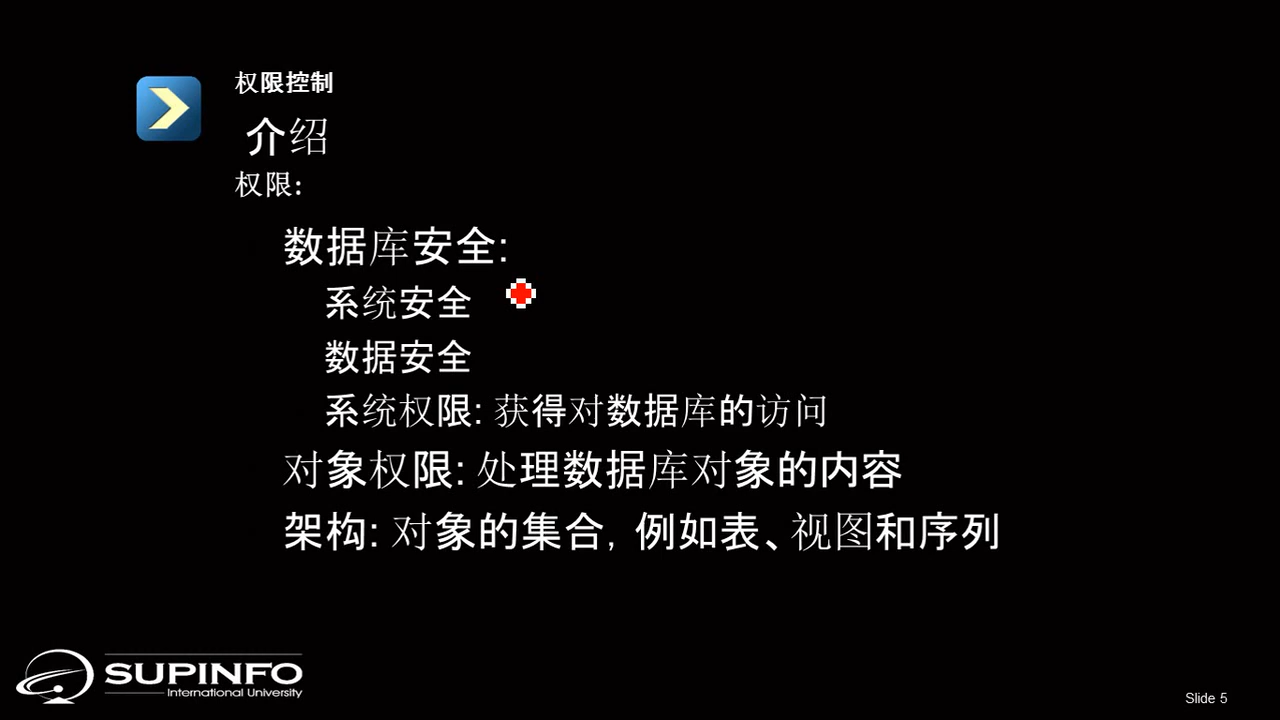 权限控制
介绍
权限:
数据库安全:
系统安全
数据安全
系统权限: 获得对数据库的访问
对象权限: 处理数据库对象的内容
架构: 对象的集合, 例如表、视图和序列
SUPINFO
International University
Slide 5